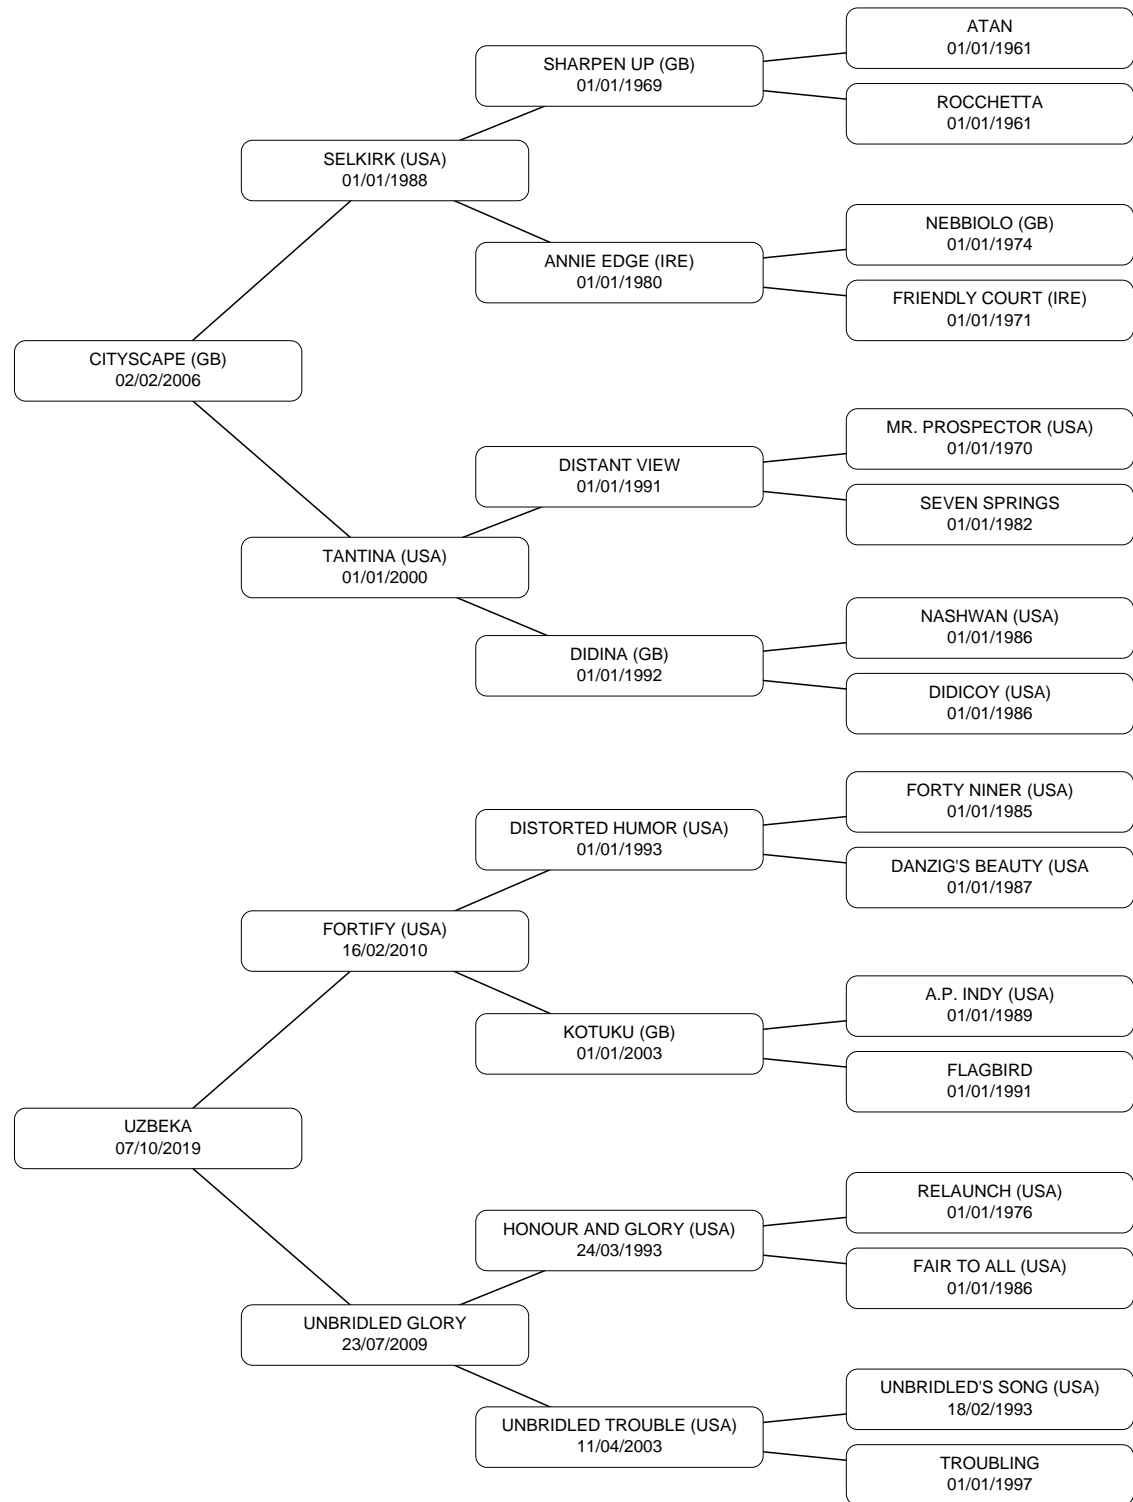 ATAN
01/01/1961
SHARPEN UP (GB)
01/01/1969
ROCCHETTA
01/01/1961
SELKIRK (USA)
01/01/1988
NEBBIOLO (GB)
01/01/1974
ANNIE EDGE (IRE)
01/01/1980
FRIENDLY COURT (IRE)
01/01/1971
CITYSCAPE (GB)
02/02/2006
MR. PROSPECTOR (USA)
01/01/1970
DISTANT VIEW
01/01/1991
SEVEN SPRINGS
01/01/1982
TANTINA (USA)
01/01/2000
NASHWAN (USA)
01/01/1986
DIDINA (GB)
01/01/1992
DIDICOY (USA)
01/01/1986
FORTY NINER (USA)
01/01/1985
DISTORTED HUMOR (USA)
01/01/1993
DANZIG'S BEAUTY (USA
01/01/1987
FORTIFY (USA)
16/02/2010
A.P. INDY (USA)
01/01/1989
KOTUKU (GB)
01/01/2003
FLAGBIRD
01/01/1991
UZBEKA
07/10/2019
RELAUNCH (USA)
01/01/1976
HONOUR AND GLORY (USA)
24/03/1993
FAIR TO ALL (USA)
01/01/1986
UNBRIDLED GLORY
23/07/2009
UNBRIDLED'S SONG (USA)
18/02/1993
UNBRIDLED TROUBLE (USA)
11/04/2003
TROUBLING
01/01/1997